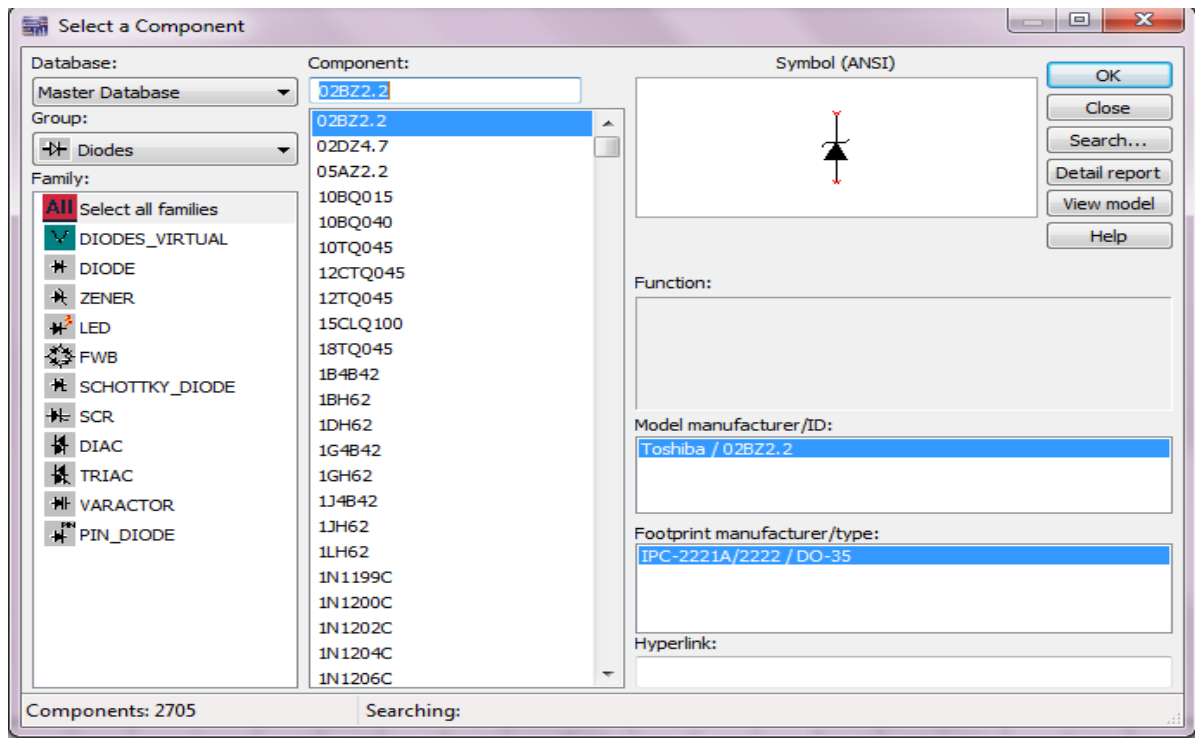 Select a Component
Database:
Master Database
Group:
Diodes
Family:
All Select all families
DIODES_VIRTUAL
DIODE
ZENER
LED
FWB
SCHOTTKY_DIODE
SCR
DIAC
TRIAC
VARACTOR
PIN PIN_DIODE
Component:
02BZ2.2
02BZ2.2
02DZ4.7
05AZ2.2
10BQ015
10BQ040
10TQ045
12CTQ045
12TQ045
15CLQ100
18TQ045
1B4B42
1BH62
1DH62
1G4B42
1GH62
1J4B42
1JH62
1LH62
1N1199C
1N1200C
1N1202C
1N1204C
1N1206C
Symbol (ANSI)
Function:
Model manufacturer/ID:
Toshiba / 02BZ2.2
Footprint manufacturer/type:
IPC-2221A/2222 / DO-35
Hyperlink:
OK
Close
Search...
Detail report
View model
Help
Components: 2705
Searching: